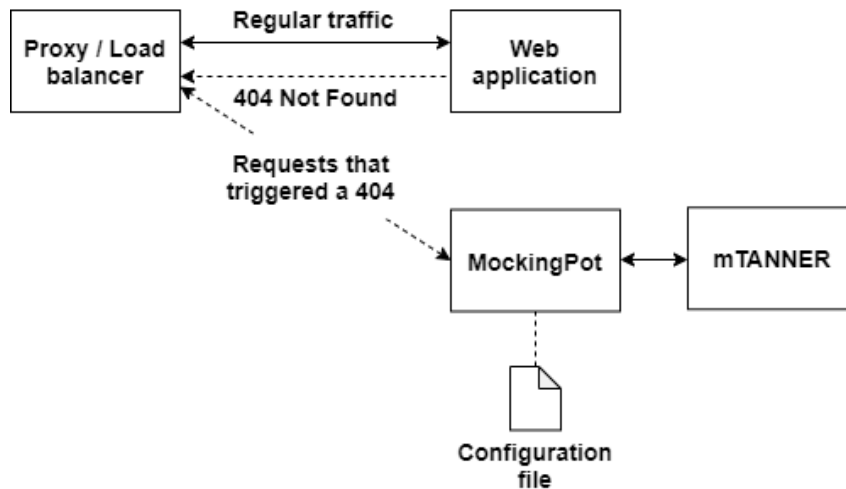 Regular traffic
Proxy / Load
balancer
Web
application
404 Not Found
Requests that
triggered a 404
MockingPot
mTANNER
Configuration
file